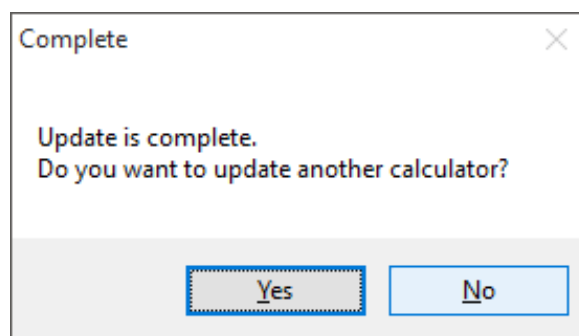 Complete
Update is complete.
Do you want to update another calculator?
Yes No